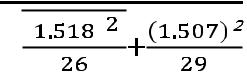 1.518 ² / 26 + (1.507)² / 29